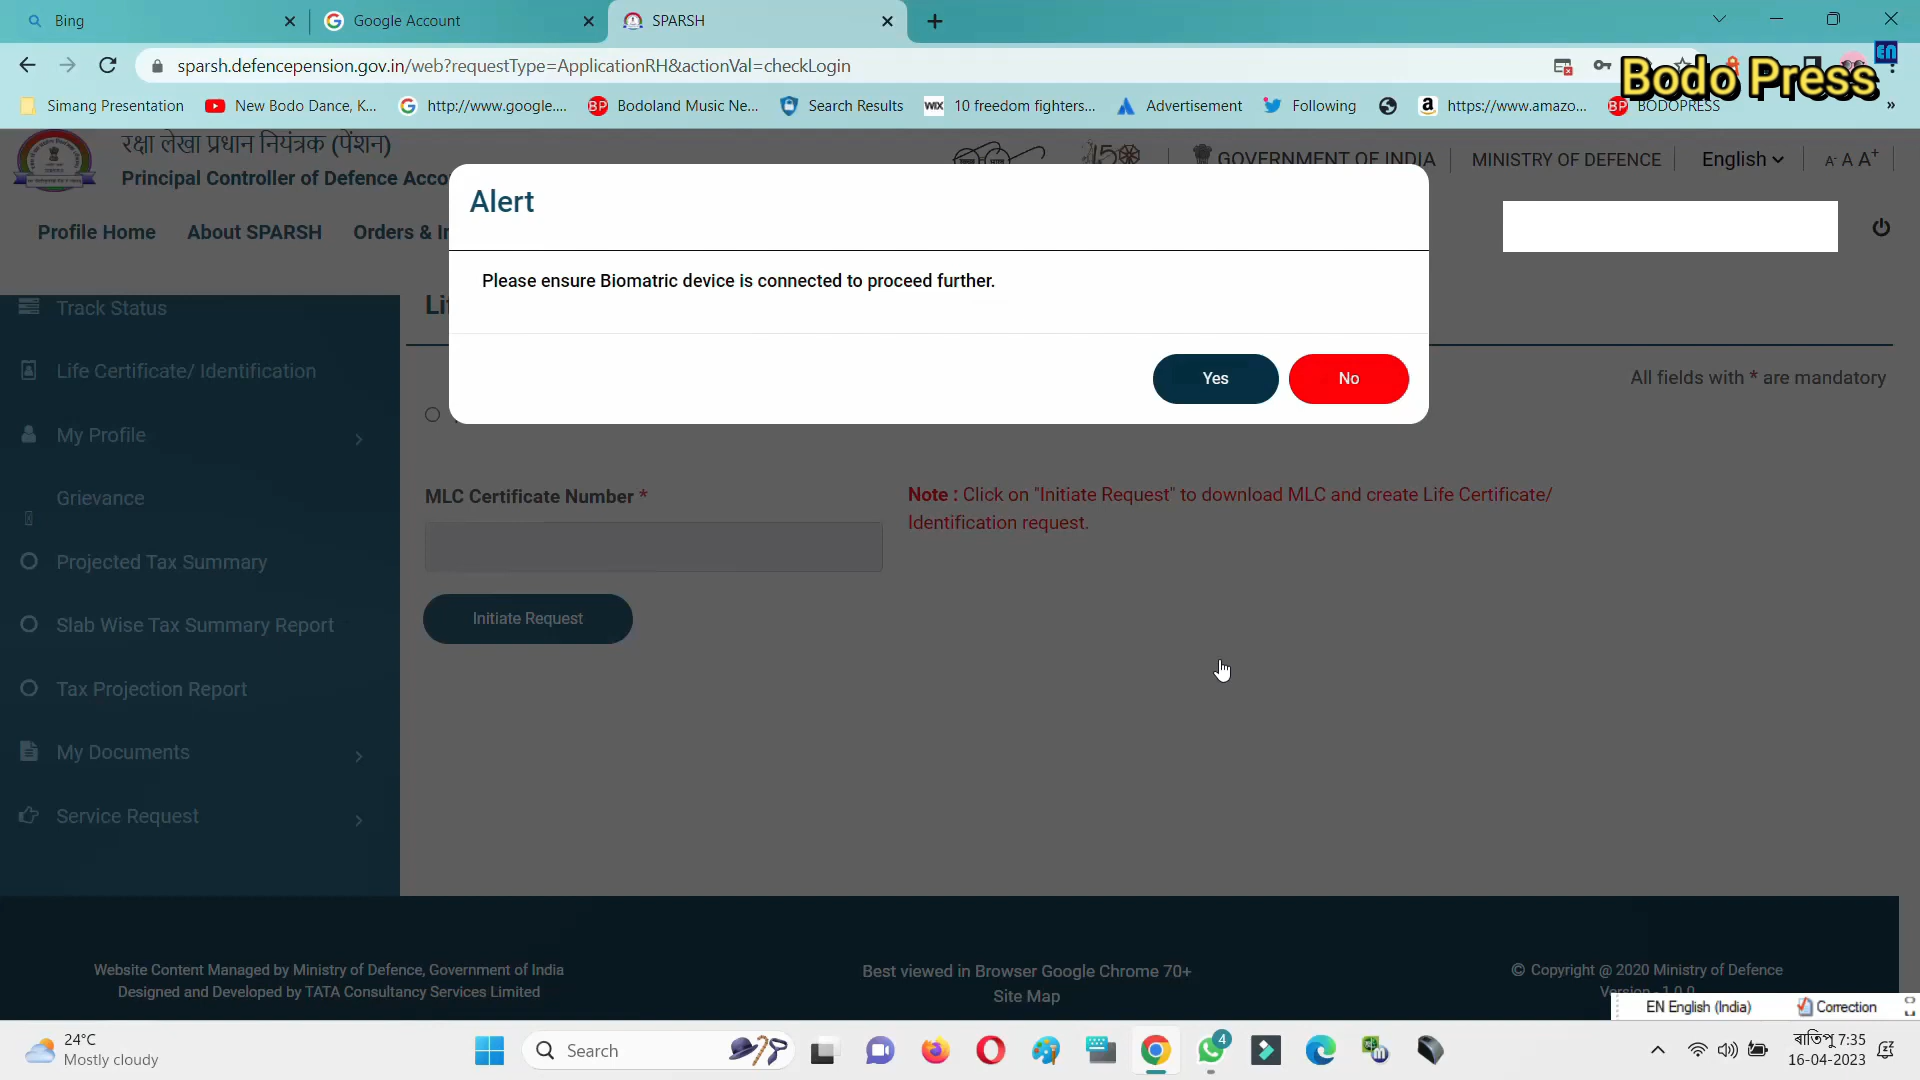 Bing
Google Account
SPARSH
sparsh.defencepension.gov.in/web?requestType=ApplicationRH&actionVal=checkLogin
EN
Bodo Press
Simang Presentation
New Bodo Dance, K...
http://www.google....
Bodoland Music Ne...
Search Results
10 freedom fighters...
Advertisement
Following
https://www.amazo...
BODOPRESS
रक्षा लेखा प्रधान नियंत्रक (पेंशन)
Principal Controller of Defence Acco
GOVERNMENT OF INDIA
MINISTRY OF DEFENCE
English
A- A A+
Profile Home
About SPARSH
Orders & I
Alert
Please ensure Biomatric device is connected to proceed further.
Yes
No
Track Status
Life Certificate/ Identification
My Profile
Grievance
Projected Tax Summary
Slab Wise Tax Summary Report
Tax Projection Report
My Documents
Service Request
All fields with * are mandatory
MLC Certificate Number *
Note : Click on "Initiate Request" to download MLC and create Life Certificate/
Identification request.
Initiate Request
Website Content Managed by Ministry of Defence, Government of India
Designed and Developed by TATA Consultancy Services Limited
Best viewed in Browser Google Chrome 70+
Site Map
© Copyright @ 2020 Ministry of Defence
Version - 1.0.0
EN English (India)
Correction
24°C
Mostly cloudy
Search
4
ৰাতিপু 7:35
16-04-2023